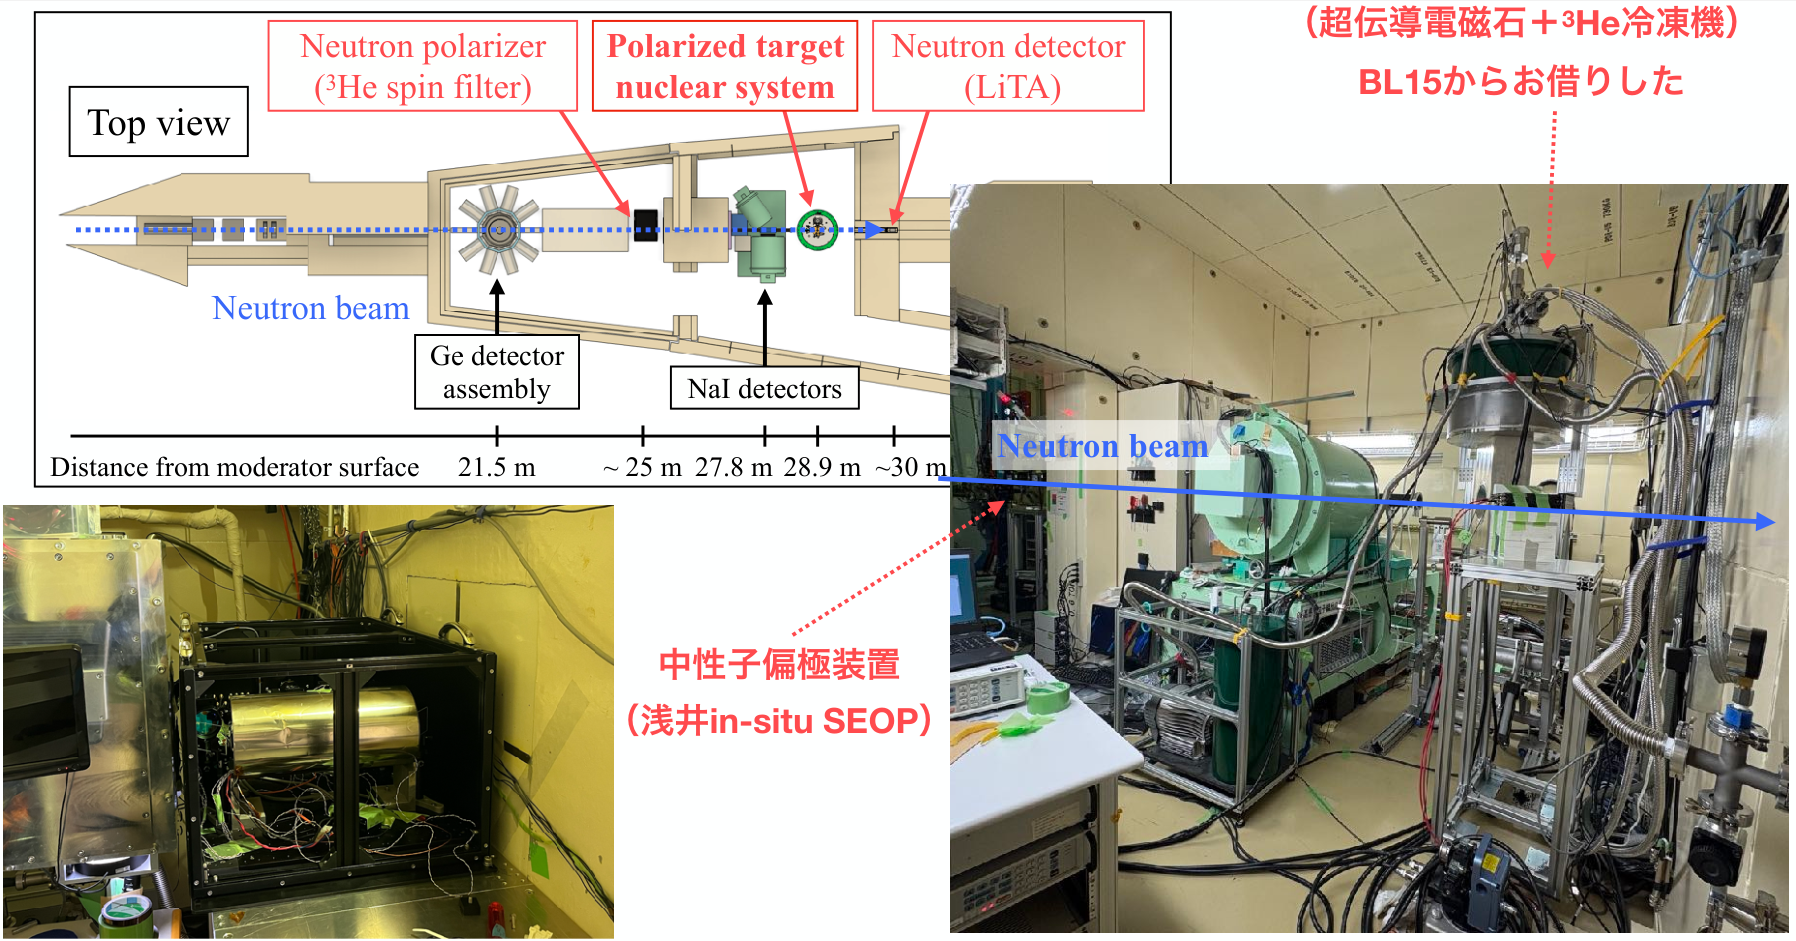 Neutron polarizer
(³He spin filter)
Polarized target
nuclear system
Neutron detector
(LiTA)
(超伝導電磁石＋³He冷凍機)
BL15からお借りした
Top view
Neutron beam
Ge detector
assembly
NaI detectors
Distance from moderator surface 21.5 m ~ 25 m 27.8 m 28.9 m ~30 m
Neutron beam
中性子偏極装置
(浅井in-situ SEOP)